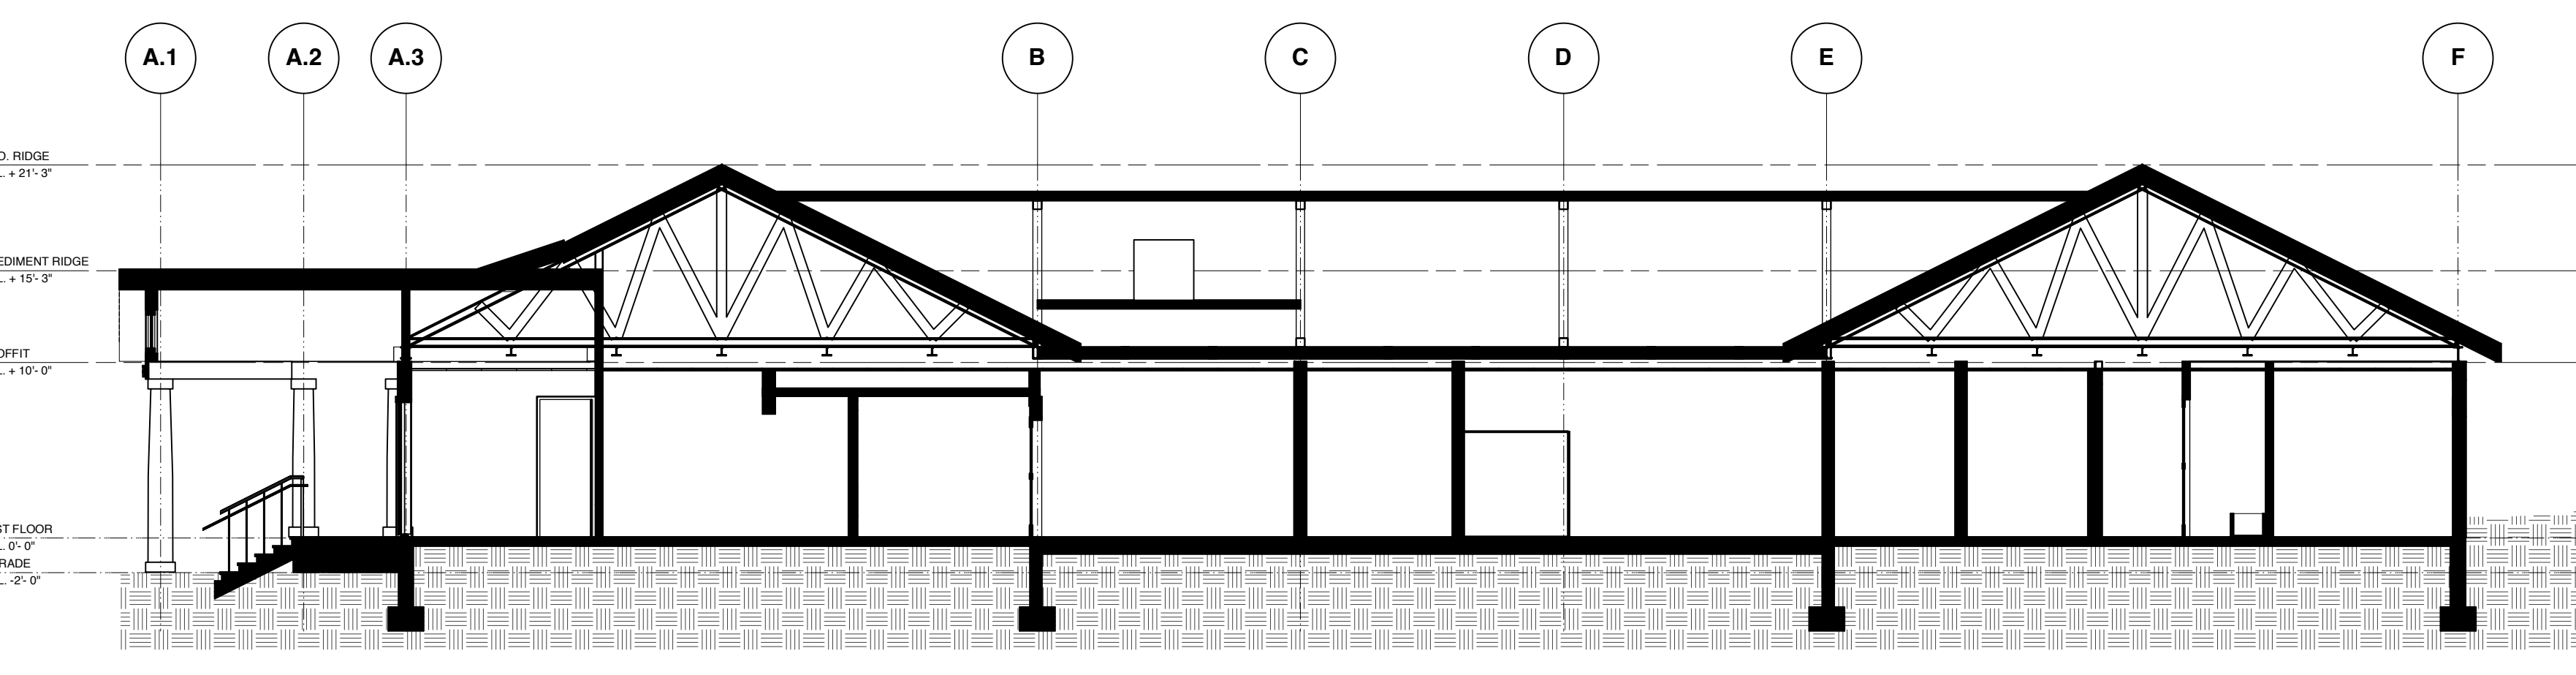 A.1 A.2 A.3 B C D E F
O. RIDGE
L. + 21'- 3"
EDIMENT RIDGE
L. + 15'- 3"
OFFIT
L. + 10'- 0"
ST FLOOR
L. 0'- 0"
RADE
L. -2'- 0"